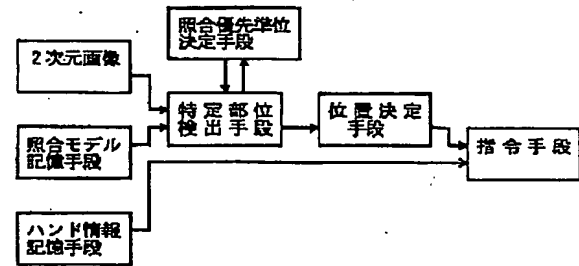 照合優先準位
決定手段
2次元画像
特定部位
検出手段
位置決定
手段
照合モデル
記憶手段
指令手段
ハンド情報
記憶手段